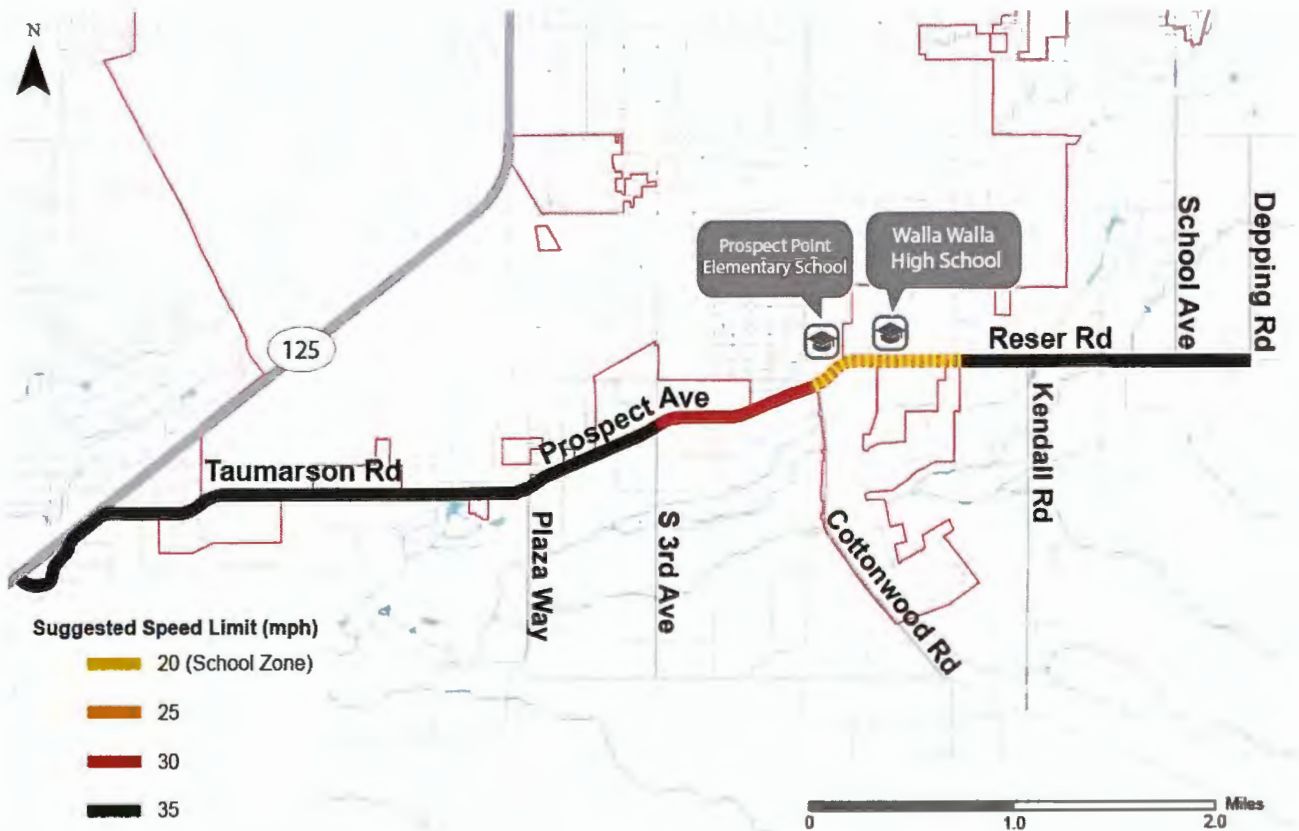 N
125
Prospect Point
Elementary School
Walla Walla
High School
School Ave
Depping Rd
Reser Rd
Kendall Rd
Prospect Ave
Taumarson Rd
Plaza Way
S 3rd Ave
Cottonwood Rd
Suggested Speed Limit (mph)
20 (School Zone)
25
30
35
Miles
0
1.0
2.0